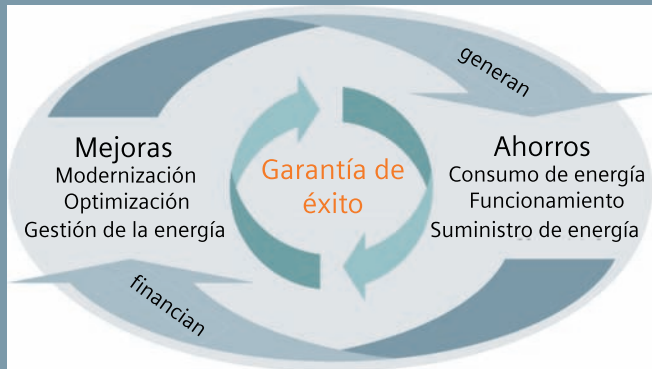 generan
Mejoras
Modernización
Optimización
Gestión de la energía
Garantía de
éxito
Ahorros
Consumo de energía
Funcionamiento
Suministro de energía
financian